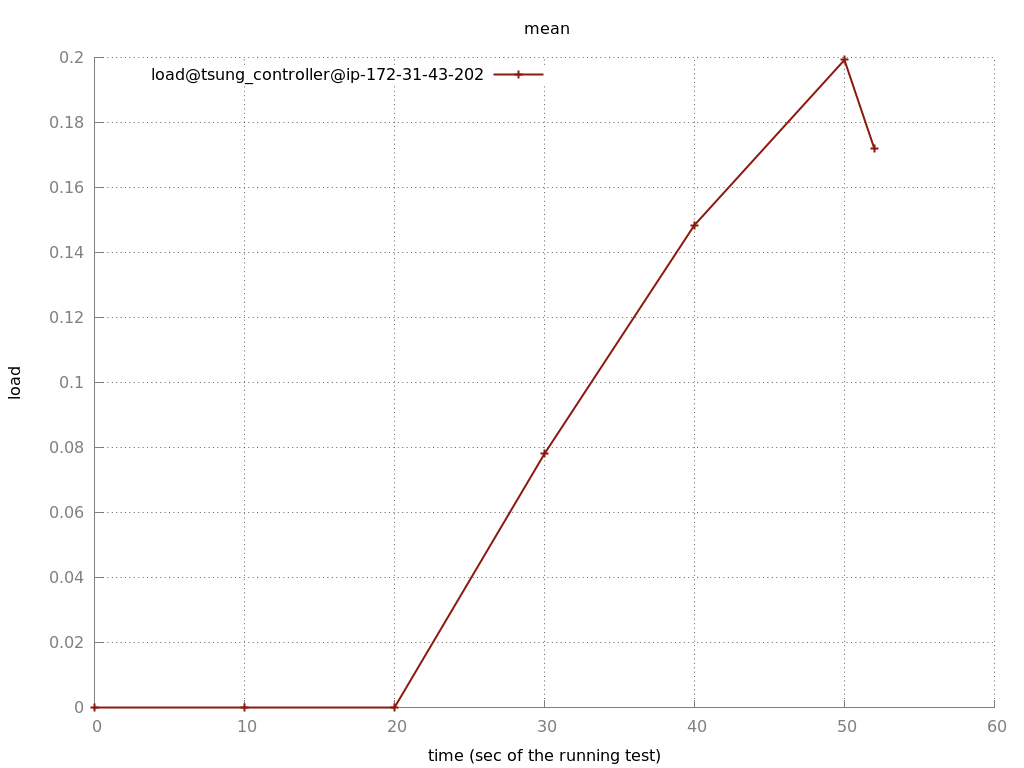 mean
load@tsung_controller@ip-172-31-43-202
0.2
0.18
0.16
0.14
0.12
0.1
0.08
0.06
0.04
0.02
0
load
0 10 20 30 40 50 60
time (sec of the running test)